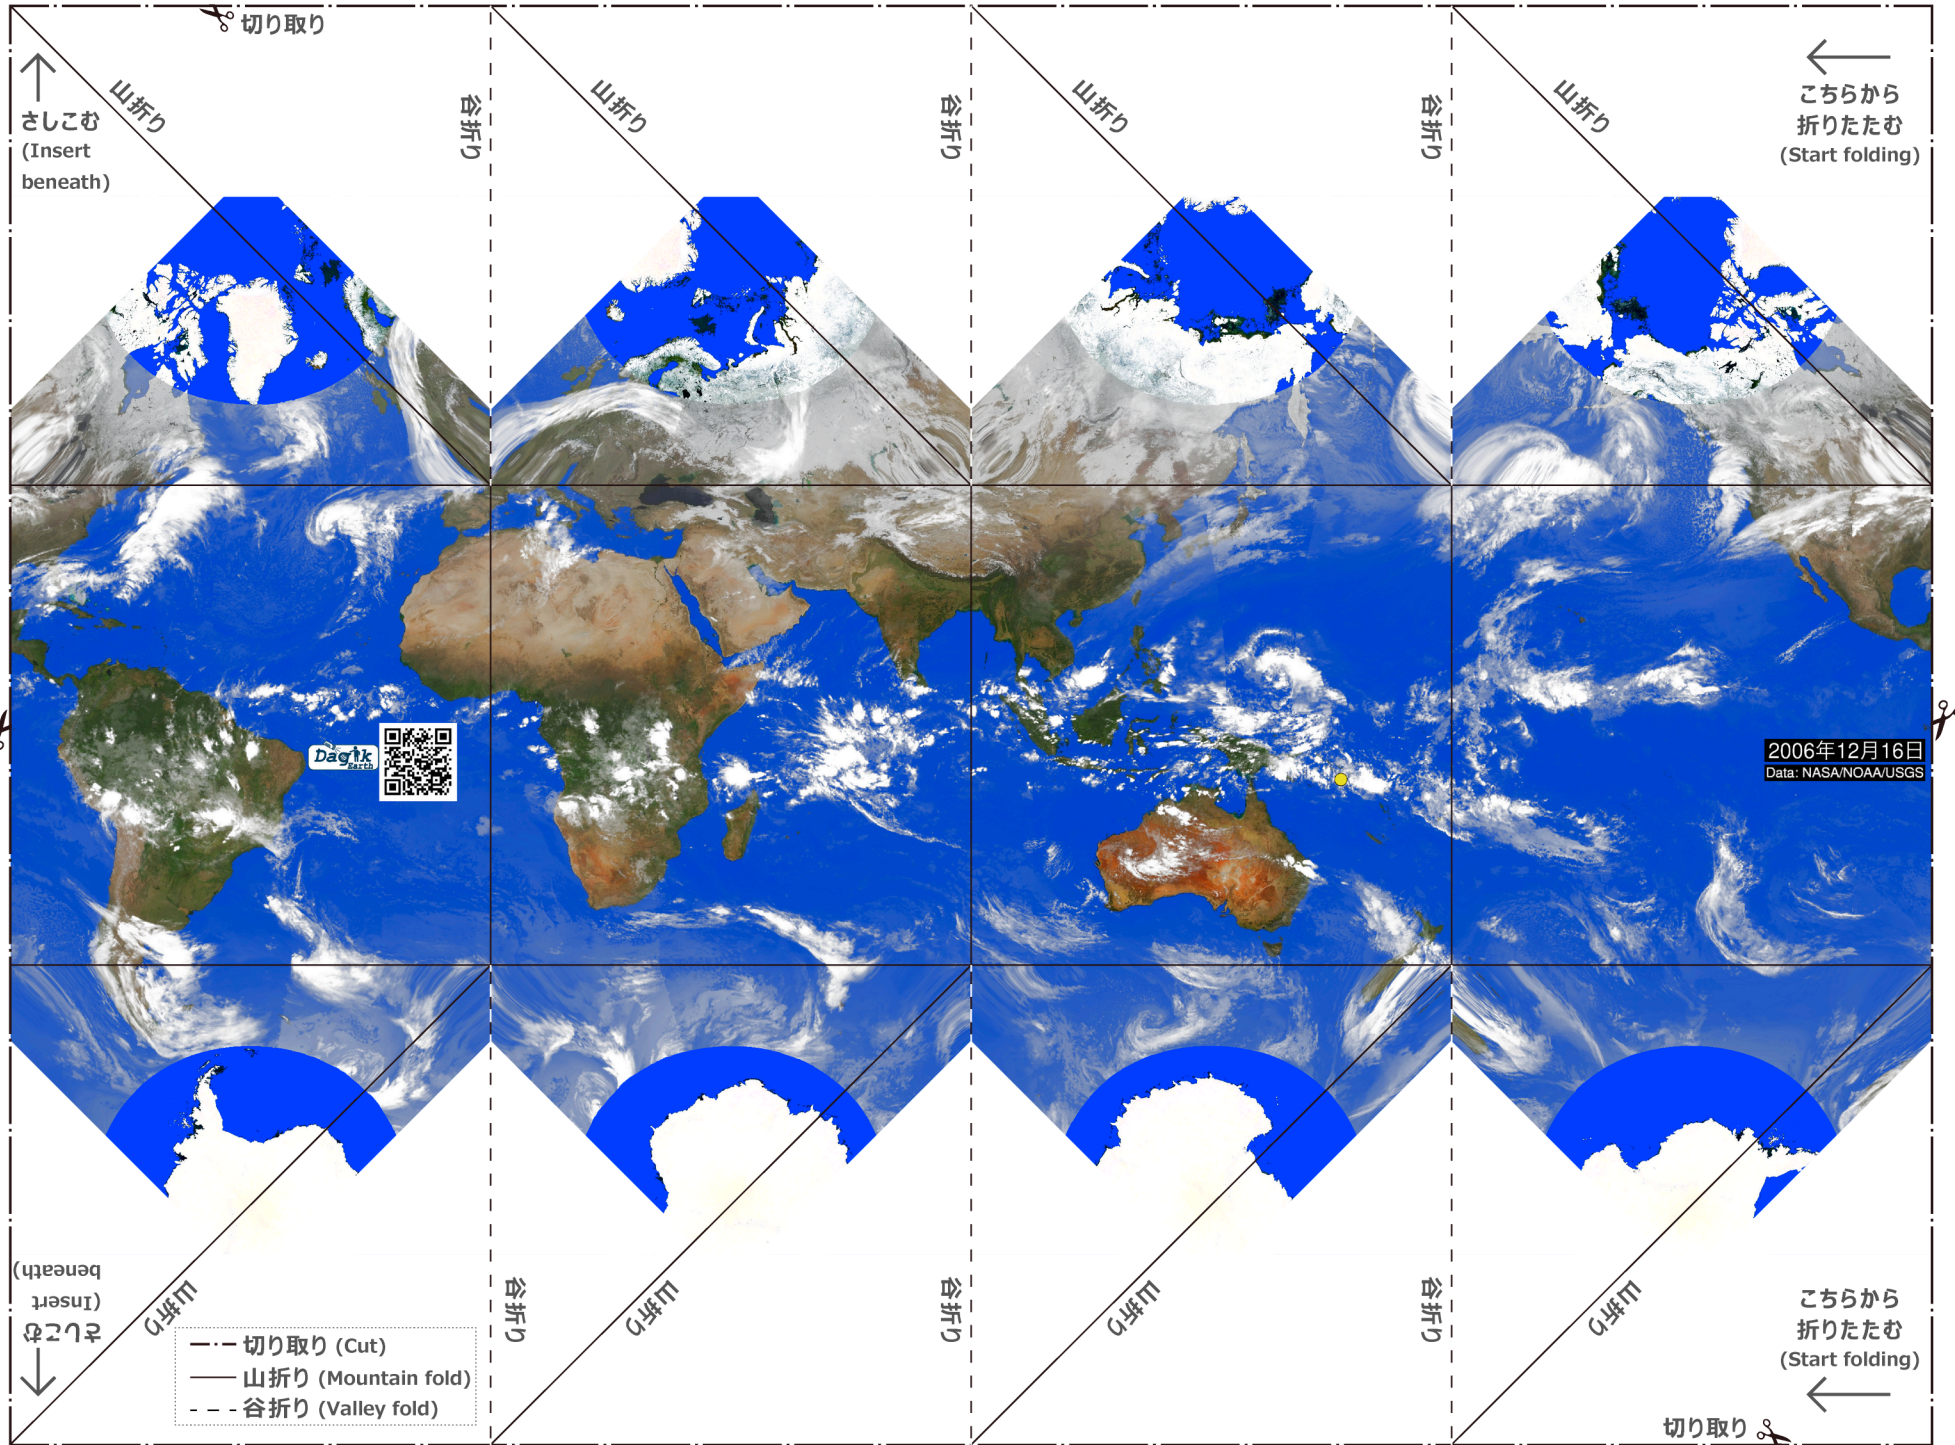 切り取り
さしこむ
(Insert
beneath)
山折り
谷折り
山折り
谷折り
山折り
谷折り
山折り
こちらから
折りたたむ
(Start folding)
Dagik
Earth
2006年12月16日
Data: NASA/NOAA/USGS
さしこむ
(Insert
beneath)
山折り
谷折り
山折り
谷折り
山折り
谷折り
山折り
こちらから
折りたたむ
(Start folding)
切り取り (Cut)
山折り (Mountain fold)
谷折り (Valley fold)
切り取り